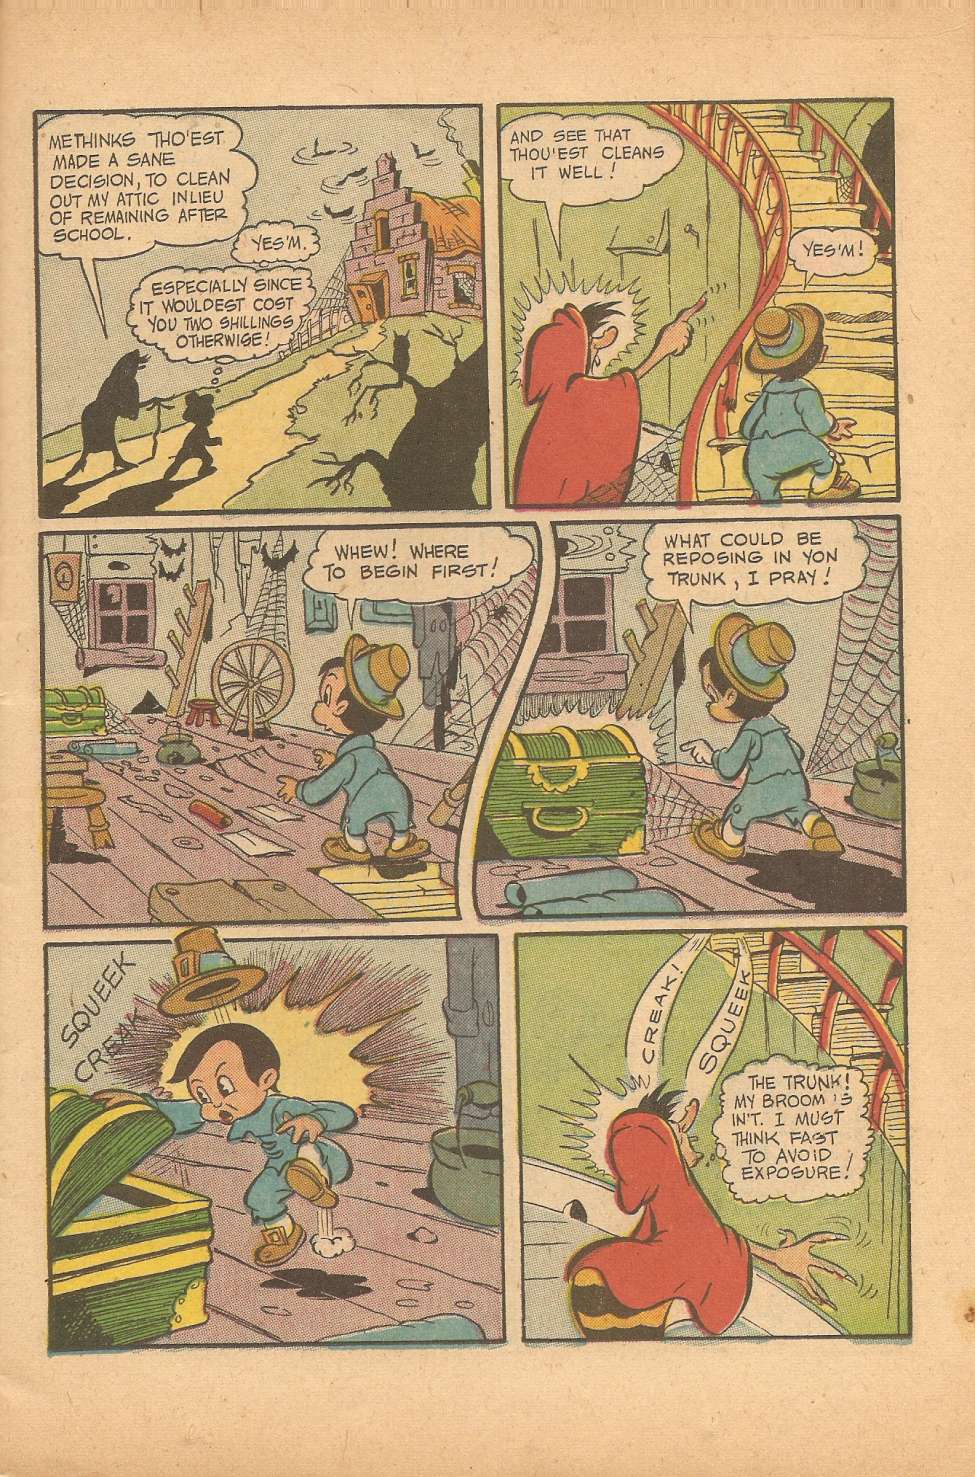 METHINKS THO'EST
MADE A SANE
DECISION, TO CLEAN
OUT MY ATTIC INLIEU
OF REMAINING AFTER
SCHOOL.
YES'M.
ESPECIALLY SINCE
IT WOULDEST COST
YOU TWO SHILLINGS
OTHERWISE!
AND SEE THAT
THOU'EST CLEANS
IT WELL!
YES'M!
WHEW! WHERE
TO BEGIN FIRST!
WHAT COULD BE
REPOSING IN YON
TRUNK, I PRAY!
SQUEEK
CREAK
CREAK!
SQUEEK
THE TRUNK!
MY BROOM'S
IN'T. I MUST
THINK FAST
TO AVOID
EXPOSURE!